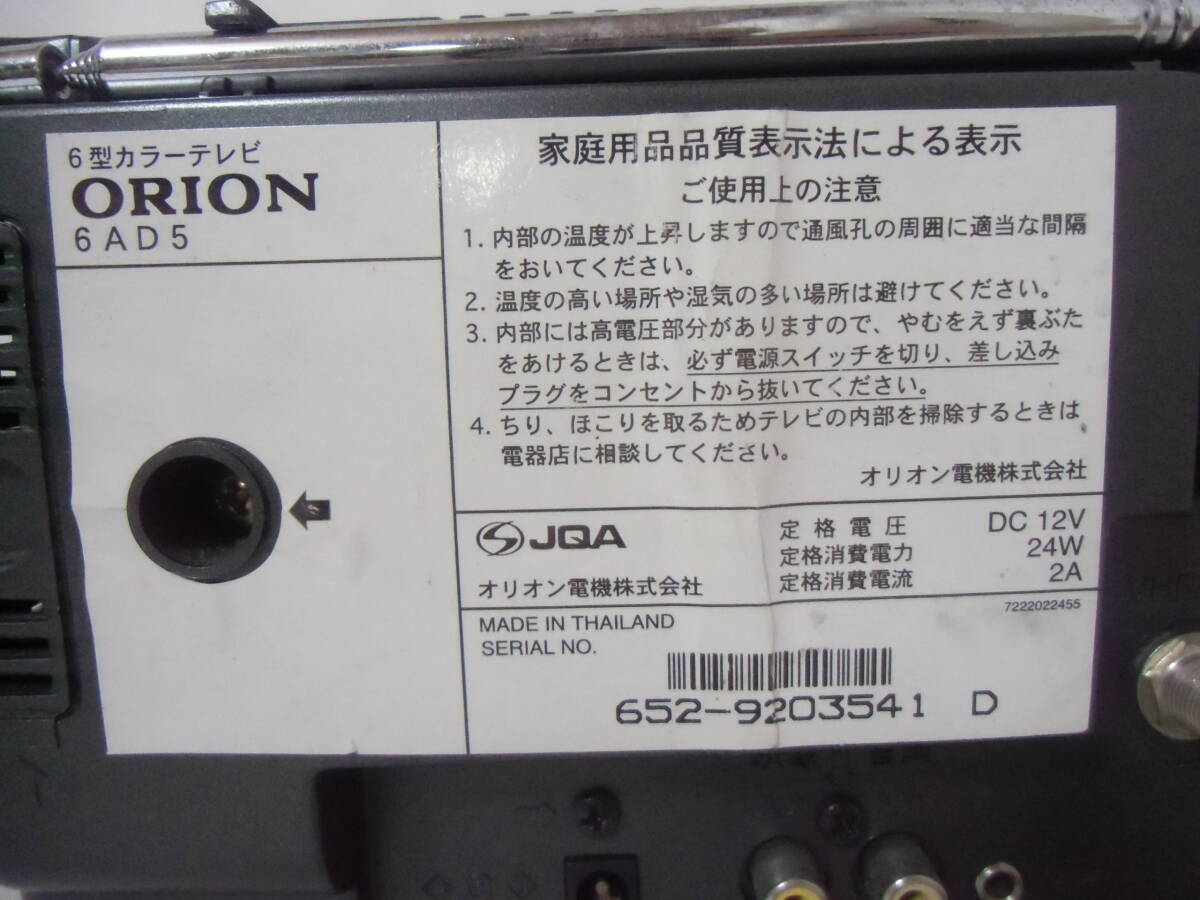 6型カラーテレビ
ORION
6AD5
家庭用品品質表示法による表示
ご使用上の注意
1. 内部の温度が上昇しますので通風孔の周囲に適当な間隔
をおいてください。
2. 温度の高い場所や湿気の多い場所は避けてください。
3. 内部には高電圧部分がありますので、やむをえず裏ぶた
をあけるときは、必ず電源スイッチを切り、差し込み
プラグをコンセントから抜いてください。
4. ちり、ほこりを取るためテレビの内部を掃除するときは
電器店に相談してください。
オリオン電機株式会社
JQA
オリオン電機株式会社
定格電圧 DC 12V
定格消費電力 24W
定格消費電流 2A
7222022455
MADE IN THAILAND
SERIAL NO.
652-9203541 D